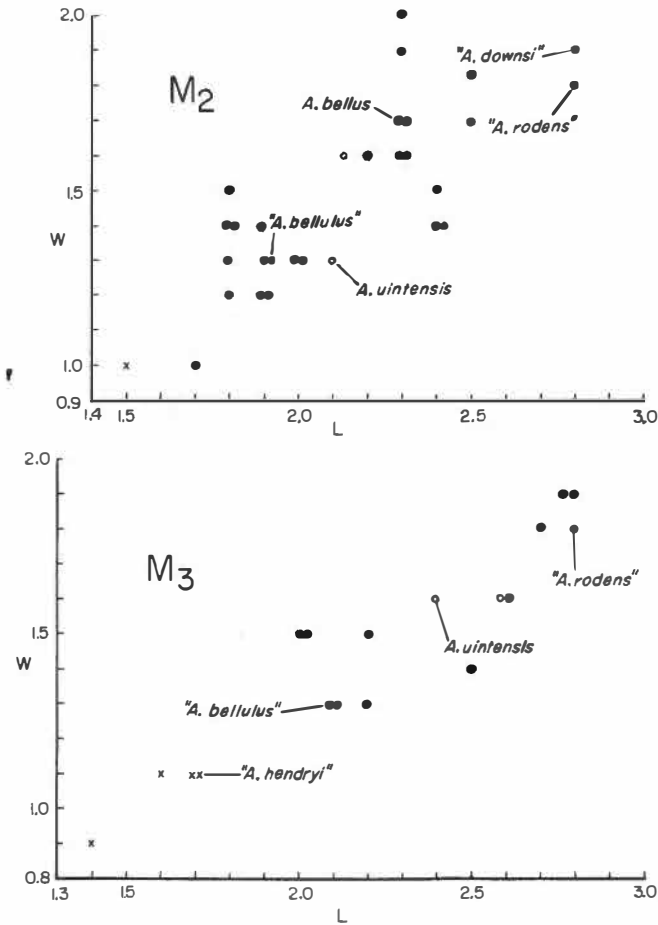 2.0
"A. downsi"
M2
A. bellus
"A. rodens"
1.5
"A. bellulus"
W
A. uintensis
1.0
0.9
1.4
1.5
2.0
2.5
3.0
L
2.0
M3
"A. rodens"
1.5
A. uintensis
W
"A. bellulus"
"A. hendryi"
1.0
0.8
1.3
1.5
2.0
2.5
3.0
L